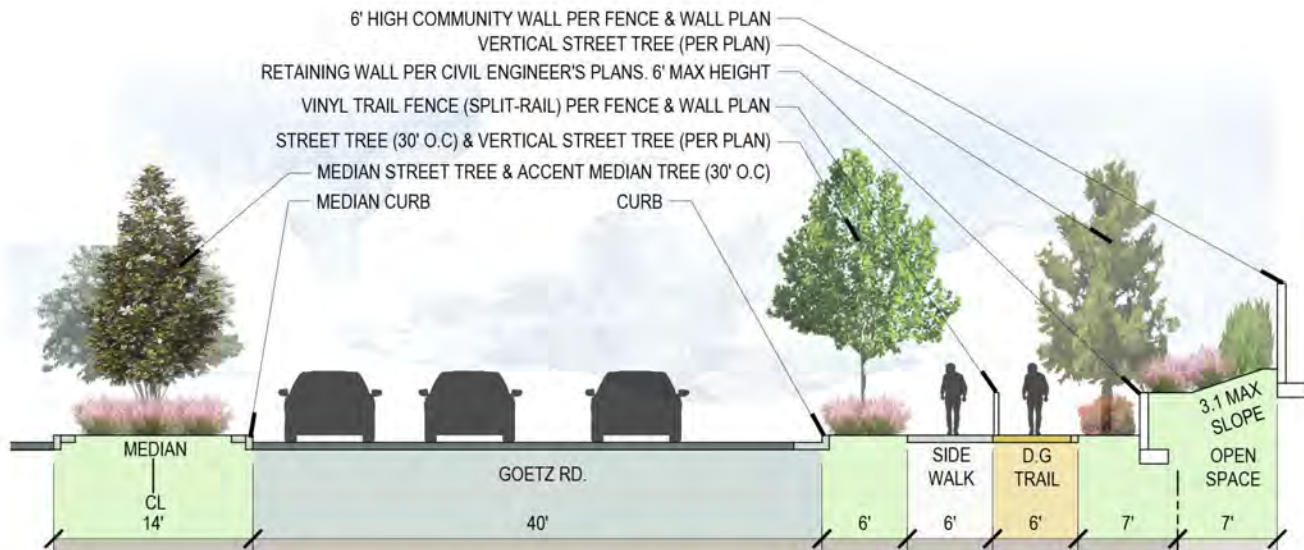 6' HIGH COMMUNITY WALL PER FENCE & WALL PLAN
VERTICAL STREET TREE (PER PLAN)
RETAINING WALL PER CIVIL ENGINEER'S PLANS. 6' MAX HEIGHT
VINYL TRAIL FENCE (SPLIT-RAIL) PER FENCE & WALL PLAN
STREET TREE (30' O.C) & VERTICAL STREET TREE (PER PLAN)
MEDIAN STREET TREE & ACCENT MEDIAN TREE (30' O.C)
MEDIAN CURB
CURB
3.1 MAX
SLOPE
MEDIAN
CL
14'
GOETZ RD.
40'
6'
SIDE
WALK
6'
D.G
TRAIL
6'
7'
OPEN
SPACE
7'